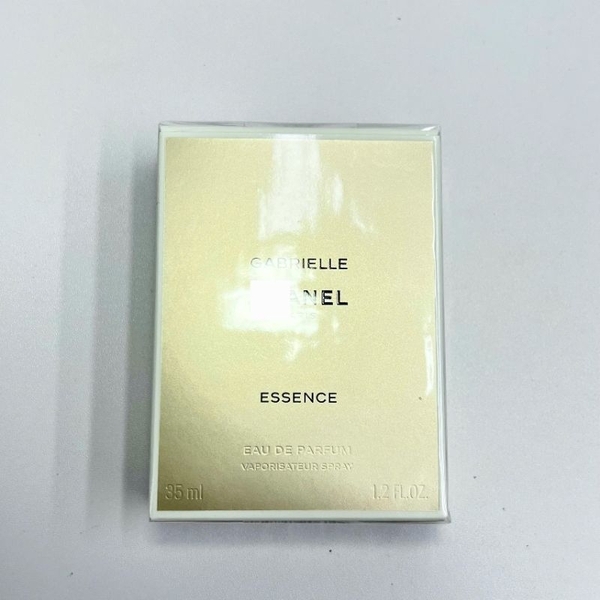 GABRIELLE
CHANEL
ESSENCE
EAU DE PARFUM
VAPORISATEUR SPRAY
35 ml
1.2 FL.OZ.